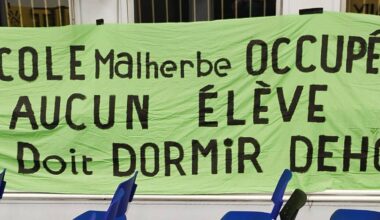 COLE Malherbe OCCUPÉ
AUCUN ÉLÈVE
Doit DORMiR DEHO